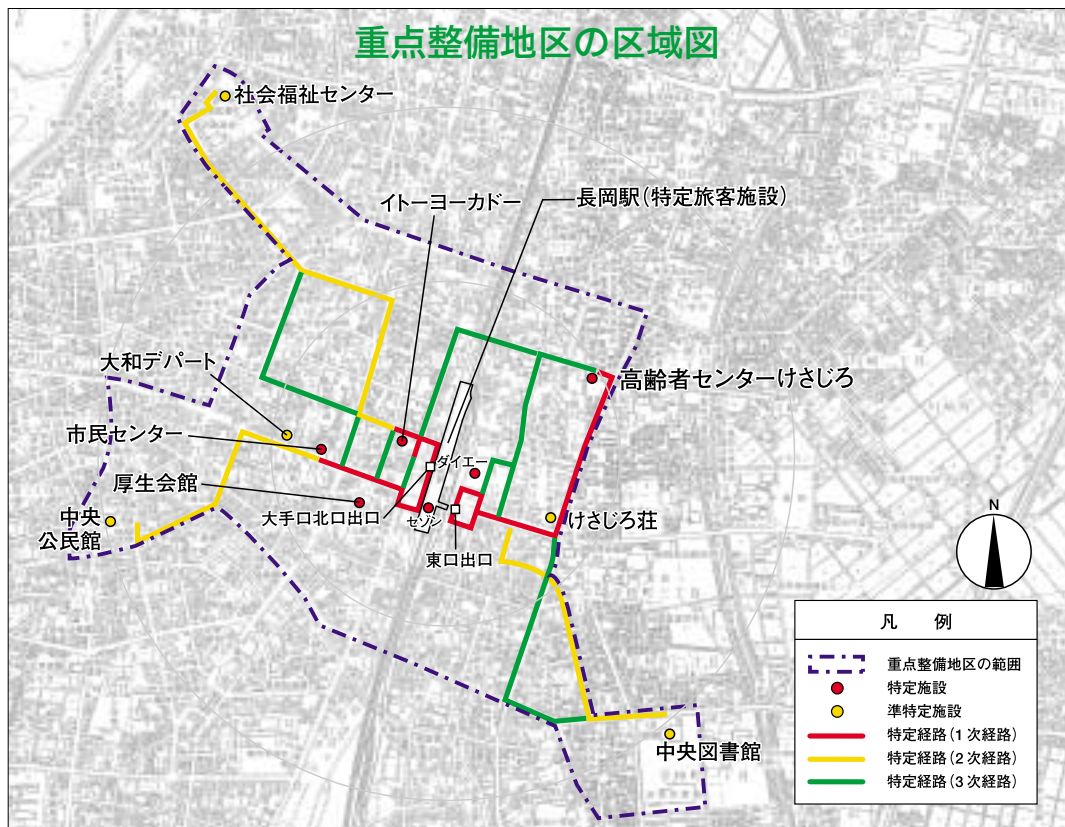 重点整備地区の区域図
社会福祉センター
イトーヨーカドー
長岡駅(特定旅客施設)
大和デパート
高齢者センターけさじろ
市民センター
ダイエー
厚生会館
大手口北口出口
セゾン
けさじろ荘
中央
公民館
東口出口
N
凡 例
重点整備地区の範囲
特定施設
準特定施設
特定経路(1次経路)
特定経路(2次経路)
特定経路(3次経路)
中央図書館